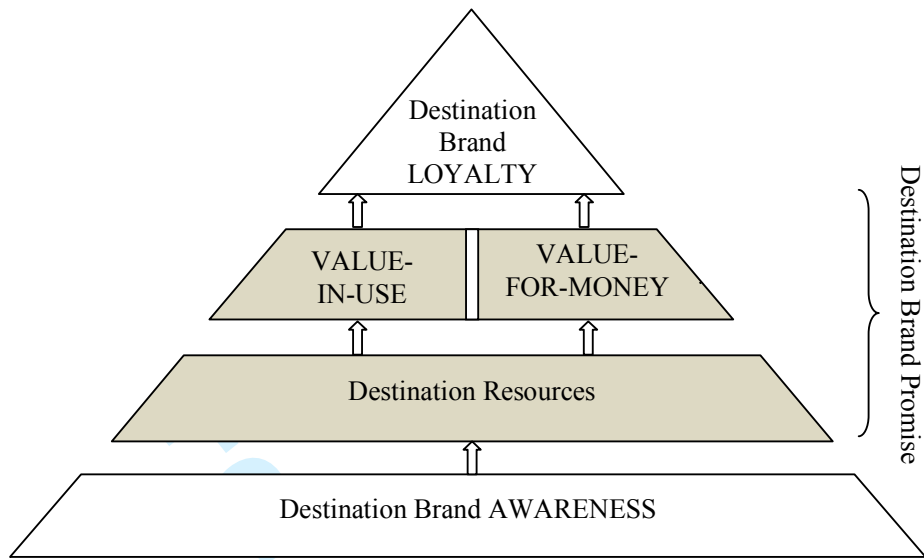 Destination
Brand
LOYALTY
VALUE-
IN-USE
VALUE-
FOR-MONEY
Destination Resources
Destination Brand AWARENESS
Destination Brand Promise